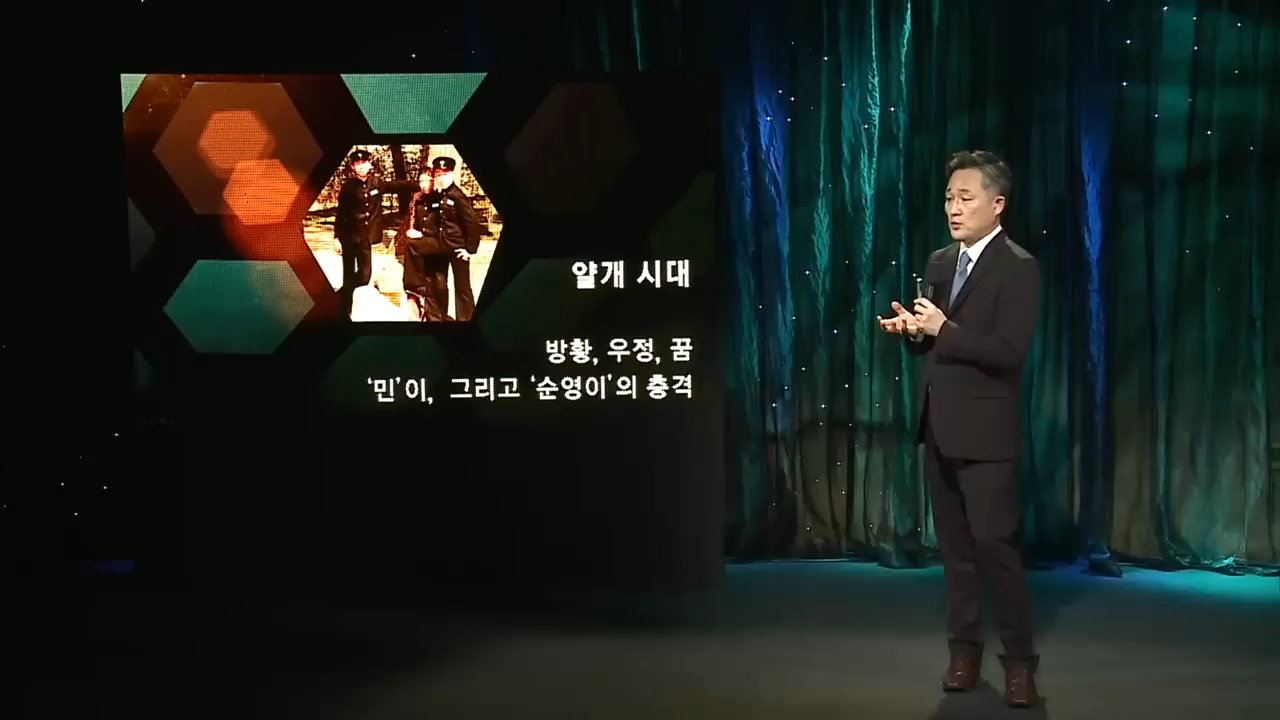 얄개 시대
방황, 우정, 꿈
‘민’이, 그리고 ‘순영이’의 충격